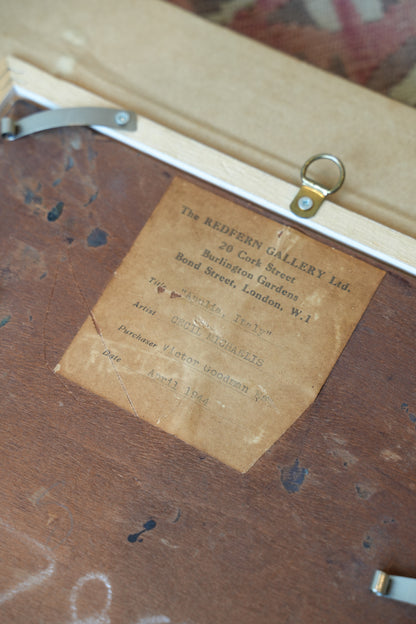 The REDFERN GALLERY Ltd.
20 Cork Street
Burlington Gardens
Bond Street, London, W.1
Title Italy"
Artist CECIL MICHAELIS
Purchaser Victor Goodman
Date April 1944